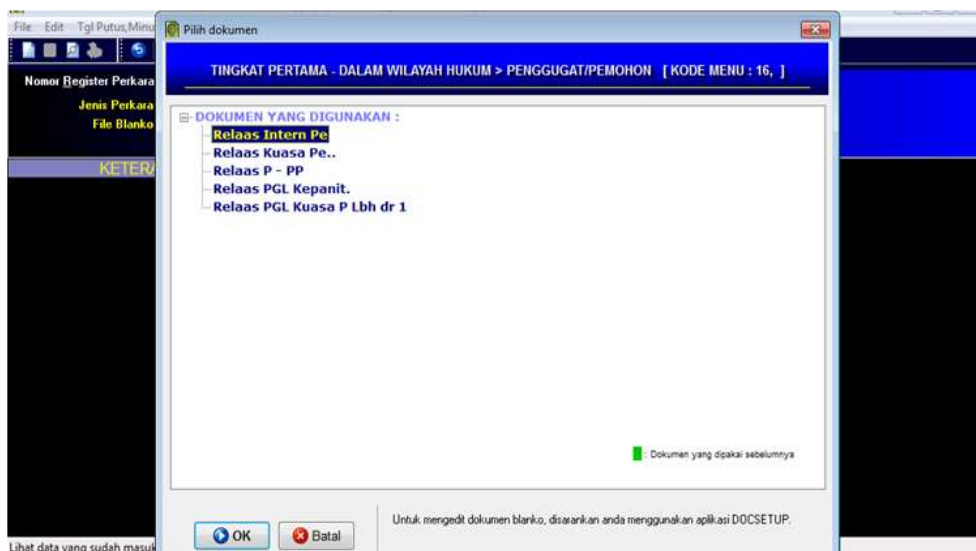 File Edit Tgl Putus,Minu
Pilih dokumen
Nomor Register Perkara
Jenis Perkara
File Blanko
KETERA
TINGKAT PERTAMA - DALAM WILAYAH HUKUM > PENGGUGAT/PEMOHON [ KODE MENU : 16, ]
DOKUMEN YANG DIGUNAKAN :
Relaas Intern Pe
Relaas Kuasa Pe..
Relaas P - PP
Relaas PGL Kepanit.
Relaas PGL Kuasa P Lbh dr 1
: Dokumen yang dipakai sebelumnya
OK
Batal
Untuk mengedit dokumen blanko, disarankan anda menggunakan aplikasi DOCSETUP.
Lihat data yang sudah masuk